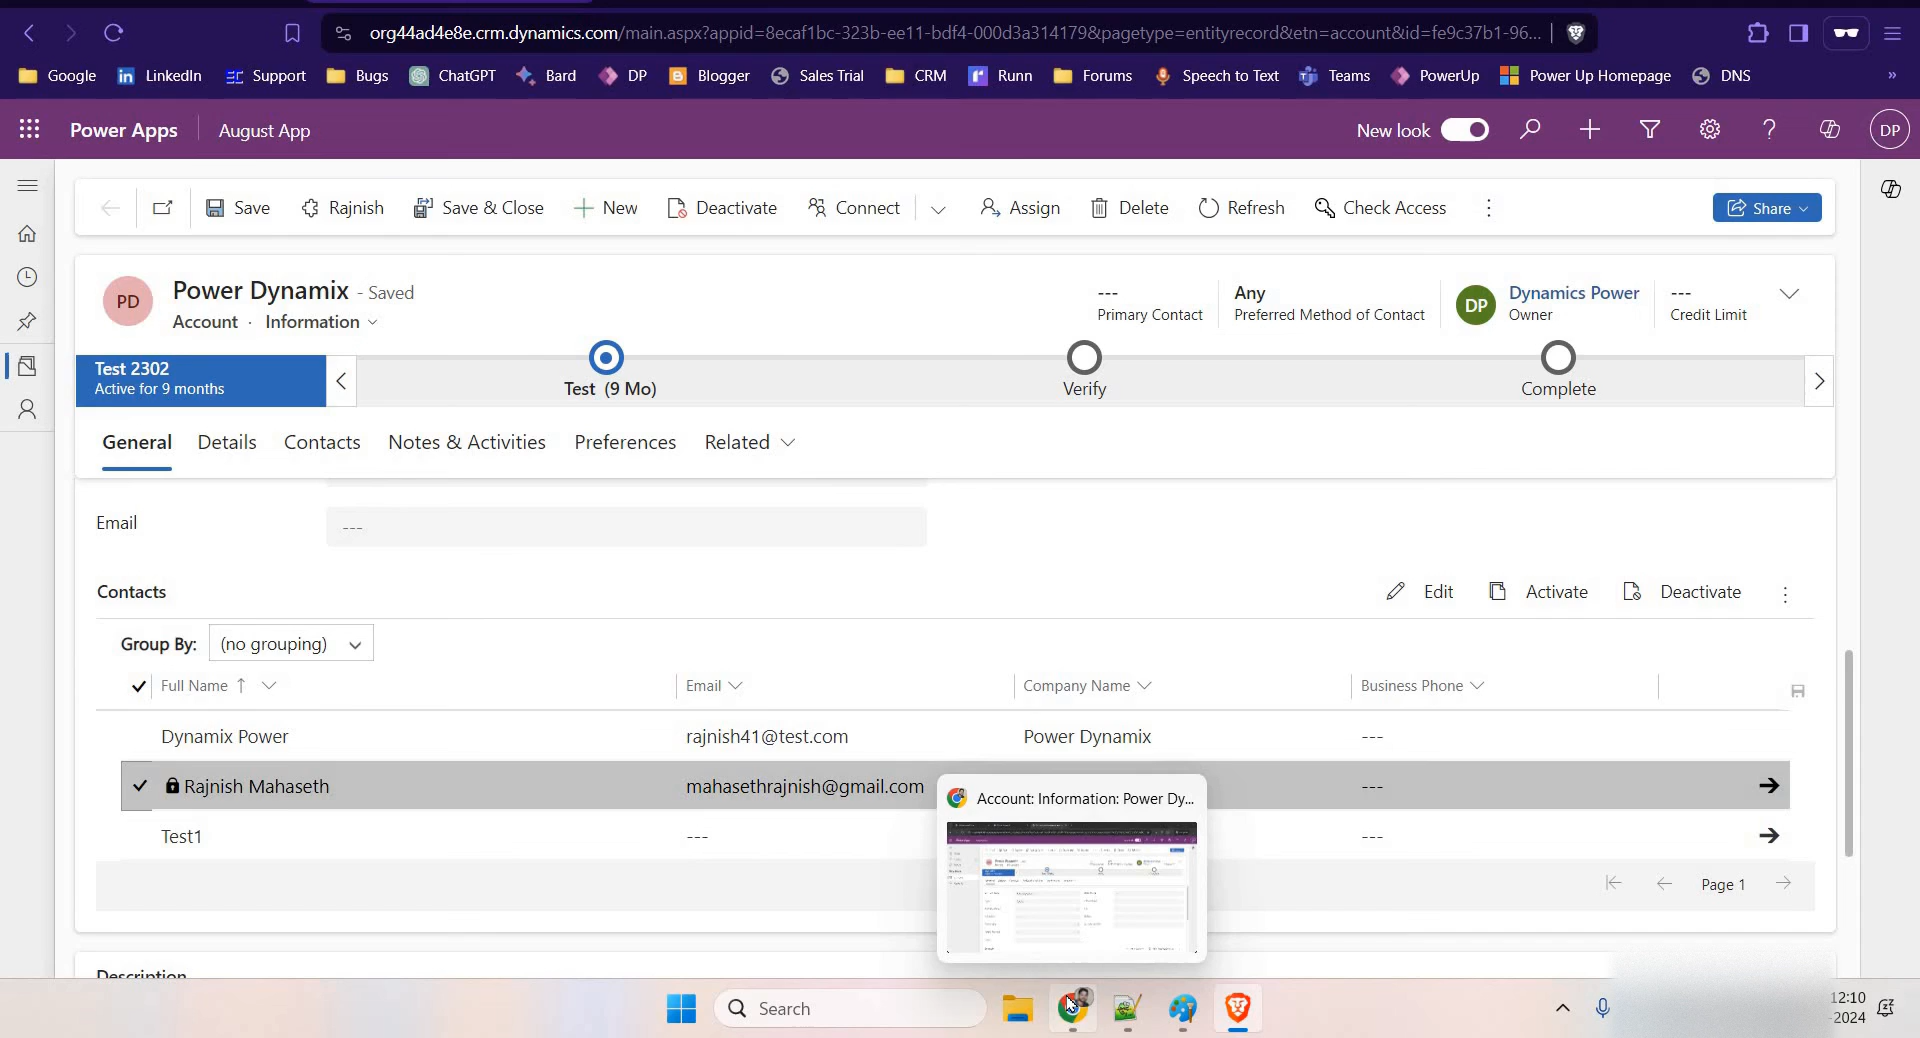 org44ad4e8e.crm.dynamics.com/main.aspx?appid=8ecaf1bc-323b-ee11-bdf4-000d3a314179&pagetype=entityrecord&etn=account&id=fe9c37b1-96...
Google LinkedIn Support Bugs ChatGPT Bard DP Blogger Sales Trial CRM Runn Forums Speech to Text Teams PowerUp Power Up Homepage DNS »
Power Apps August App New look DP
Save Rajnish Save & Close New Deactivate Connect Assign Delete Refresh Check Access Share
PD Power Dynamix - Saved
Account · Information
--- Any DP Dynamics Power ---
Primary Contact Preferred Method of Contact Owner Credit Limit
Test 2302
Active for 9 months
Test (9 Mo) Verify Complete
General Details Contacts Notes & Activities Preferences Related
Email ---
Contacts Edit Activate Deactivate
Group By: (no grouping)
Full Name Email Company Name Business Phone
Dynamix Power rajnish41@test.com Power Dynamix ---
Rajnish Mahaseth mahasethrajnish@gmail.com ---
Account: Information: Power Dy...
Test1 --- ---
Page 1
Description
Search
12:10
-2024